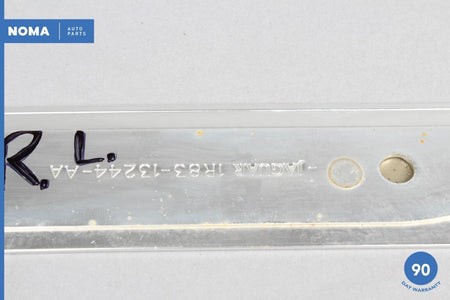 NOMA AUTO PARTS
R. L.
- JAGUAR 1R83-13244-AA
90
DAY WARRANTY